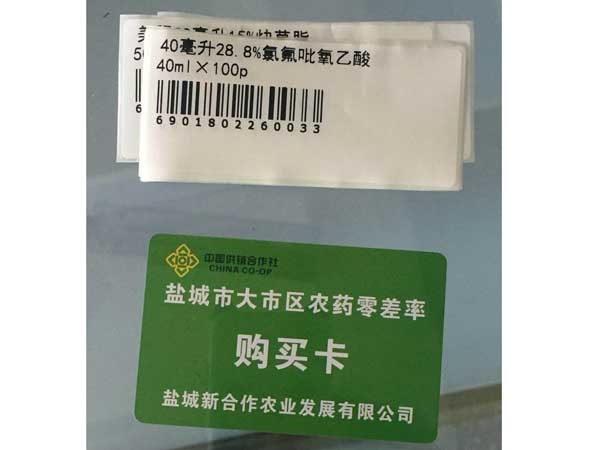 40毫升28.8%氯氟吡氧乙酸
40ml×100p
6901802260033
中国供销合作社
CHINA CO-OP
盐城市大市区农药零差率
购买卡
盐城新合作农业发展有限公司